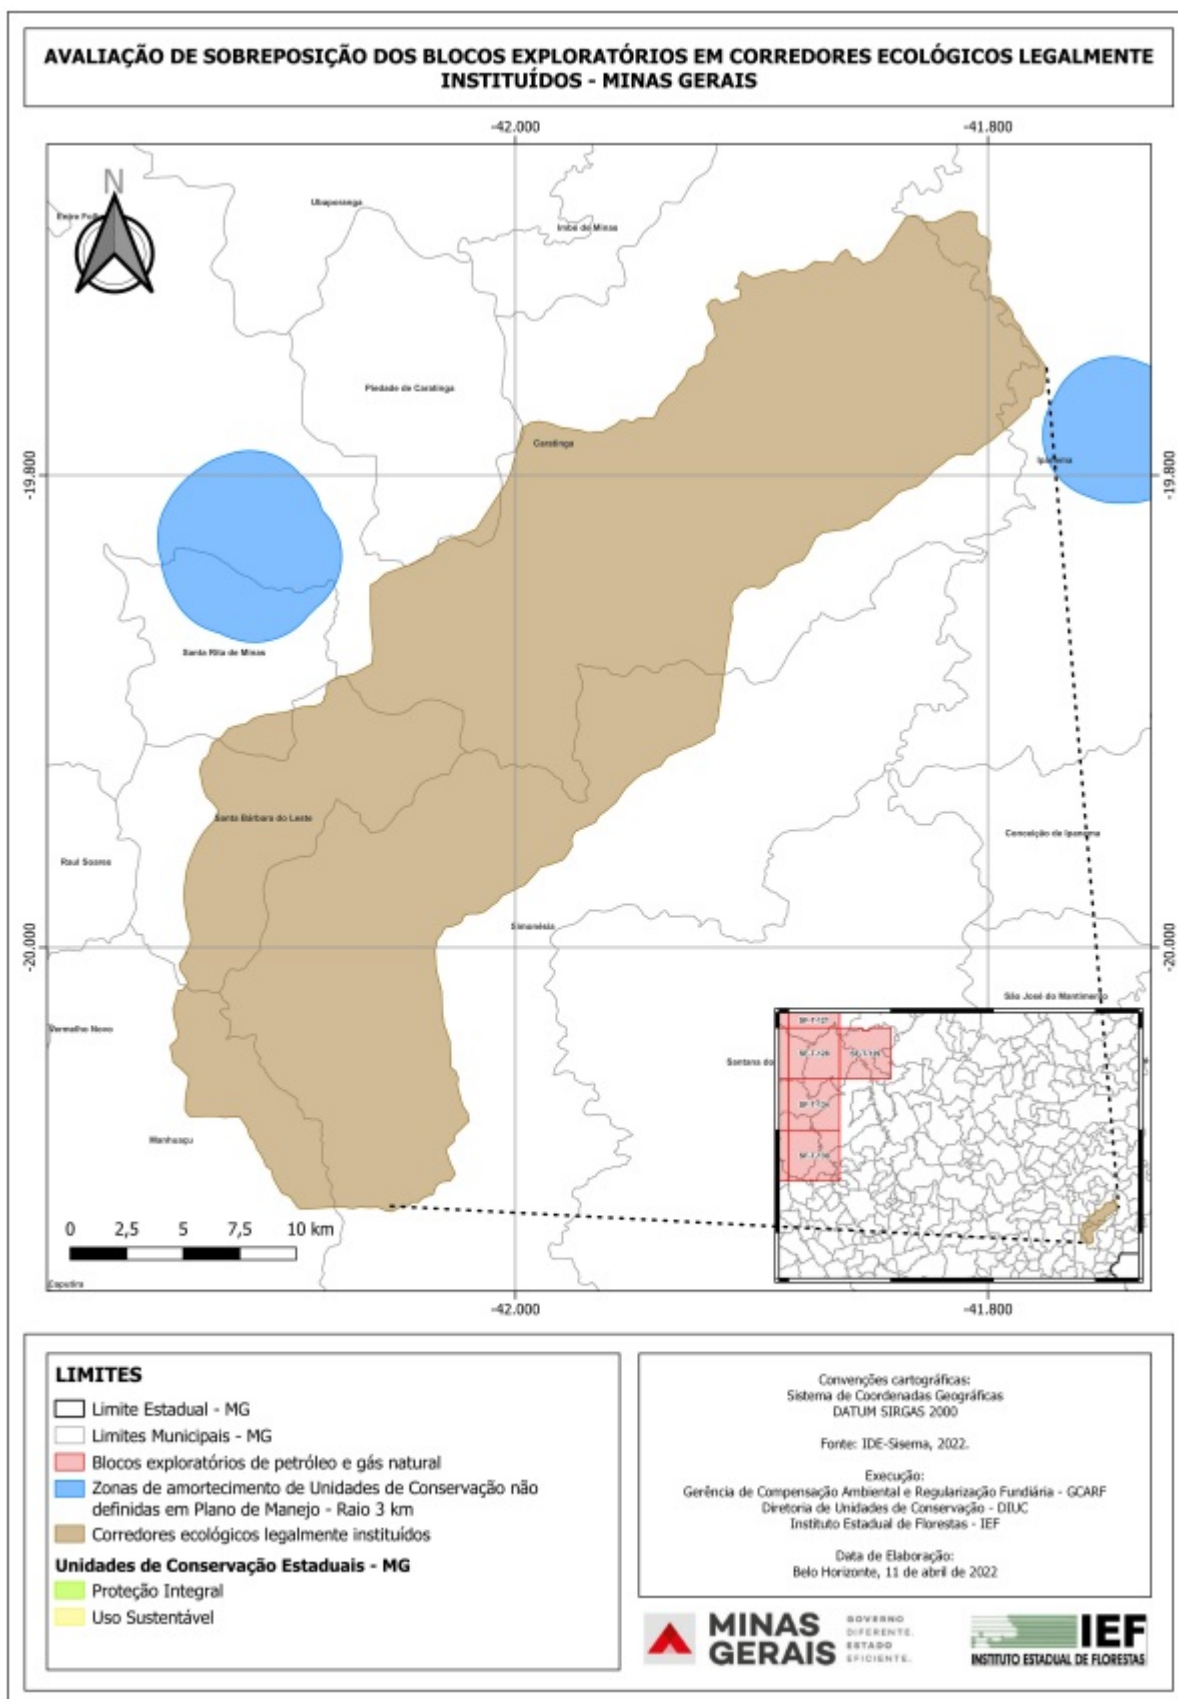 AVALIAÇÃO DE SOBREPOSIÇÃO DOS BLOCOS EXPLORATÓRIOS EM CORREDORES ECOLÓGICOS LEGALMENTE
INSTITUÍDOS - MINAS GERAIS
-42.000
-41.800
N
Ubaporanga
Entre
Imbé de Minas
Piedade de Caratinga
Caratinga
-19.800
Ipanema
-19.800
Santa Rita de Minas
Santa Bárbara do Leste
Conceição de Ipanema
Raul Soares
Simonésia
-20.000
-20.000
São José do Mantimento
Vermelho Novo
Santana do
Manhuaçu
0 2,5 5 7,5 10 km
Caputira
-42.000
-41.800
LIMITES
Limite Estadual - MG
Limites Municipais - MG
Blocos exploratórios de petróleo e gás natural
Zonas de amortecimento de Unidades de Conservação não
definidas em Plano de Manejo - Raio 3 km
Corredores ecológicos legalmente instituídos
Unidades de Conservação Estaduais - MG
Proteção Integral
Uso Sustentável
Convenções cartográficas:
Sistema de Coordenadas Geográficas
DATUM SIRGAS 2000
Fonte: IDE-Sisema, 2022.
Execução:
Gerência de Compensação Ambiental e Regularização Fundiária - GCARF
Diretoria de Unidades de Conservação - DIUC
Instituto Estadual de Florestas - IEF
Data de Elaboração:
Belo Horizonte, 11 de abril de 2022
MINAS
GERAIS
GOVERNO
DIFERENTE.
ESTADO
EFICIENTE.
IEF
INSTITUTO ESTADUAL DE FLORESTAS